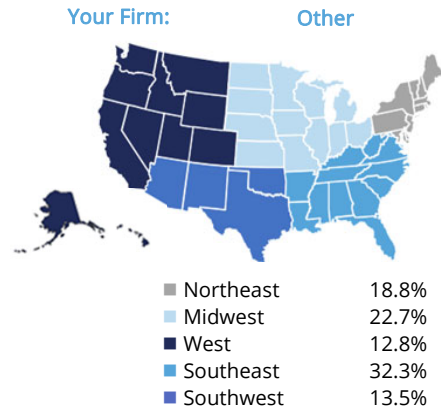 Your Firm: Other
Northeast 18.8%
Midwest 22.7%
West 12.8%
Southeast 32.3%
Southwest 13.5%